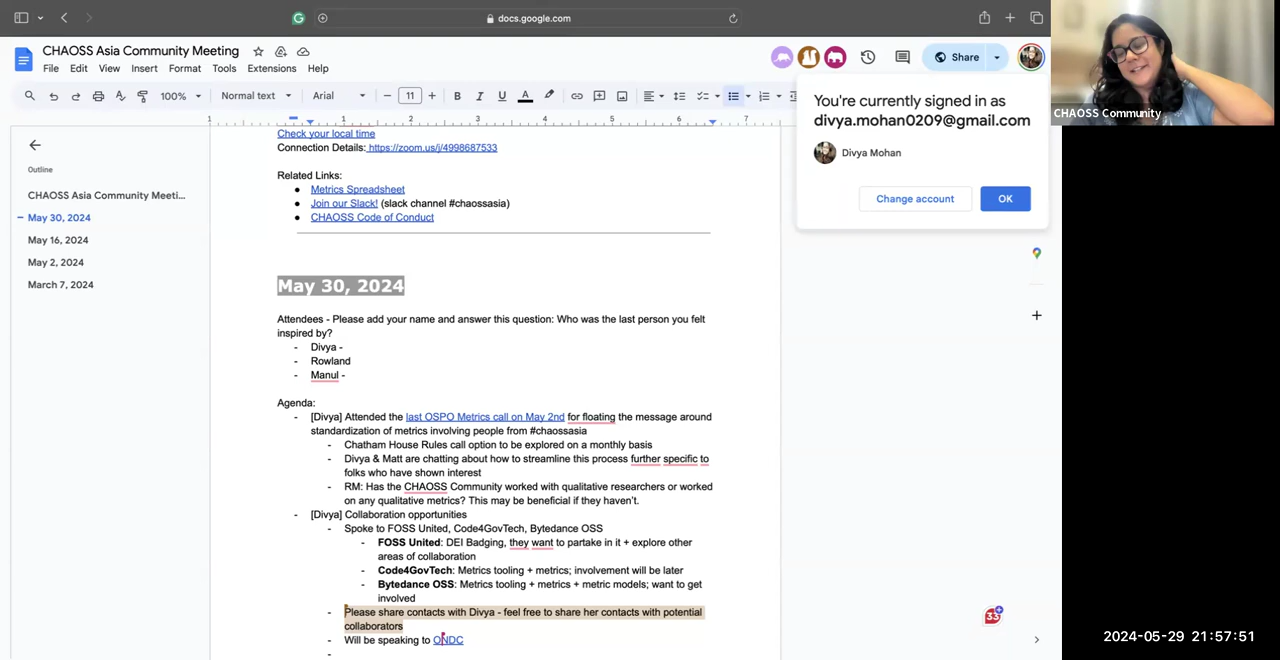 docs.google.com
CHAOSS Asia Community Meeting
File Edit View Insert Format Tools Extensions Help
Share
100% Normal text Arial 11
B I U A
1 1 2 3 4 5 6 7
You're currently signed in as
divya.mohan0209@gmail.com
Divya Mohan
Change account OK
CHAOSS Community
Outline
CHAOSS Asia Community Meeti...
May 30, 2024
May 16, 2024
May 2, 2024
March 7, 2024
Check your local time
Connection Details: https://zoom.us/j/4998687533
Related Links:
● Metrics Spreadsheet
● Join our Slack! (slack channel #chaossasia)
● CHAOSS Code of Conduct
May 30, 2024
Attendees - Please add your name and answer this question: Who was the last person you felt
inspired by?
- Divya -
- Rowland
- Manul -
Agenda:
- [Divya] Attended the last OSPO Metrics call on May 2nd for floating the message around
standardization of metrics involving people from #chaossasia
- Chatham House Rules call option to be explored on a monthly basis
- Divya & Matt are chatting about how to streamline this process further specific to
folks who have shown interest
- RM: Has the CHAOSS Community worked with qualitative researchers or worked
on any qualitative metrics? This may be beneficial if they haven't.
- [Divya] Collaboration opportunities
- Spoke to FOSS United, Code4GovTech, Bytedance OSS
- FOSS United: DEI Badging, they want to partake in it + explore other
areas of collaboration
- Code4GovTech: Metrics tooling + metrics; involvement will be later
- Bytedance OSS: Metrics tooling + metrics + metric models; want to get
involved
- Please share contacts with Divya - feel free to share her contacts with potential
collaborators
- Will be speaking to ONDC
-
33
2024-05-29 21:57:51